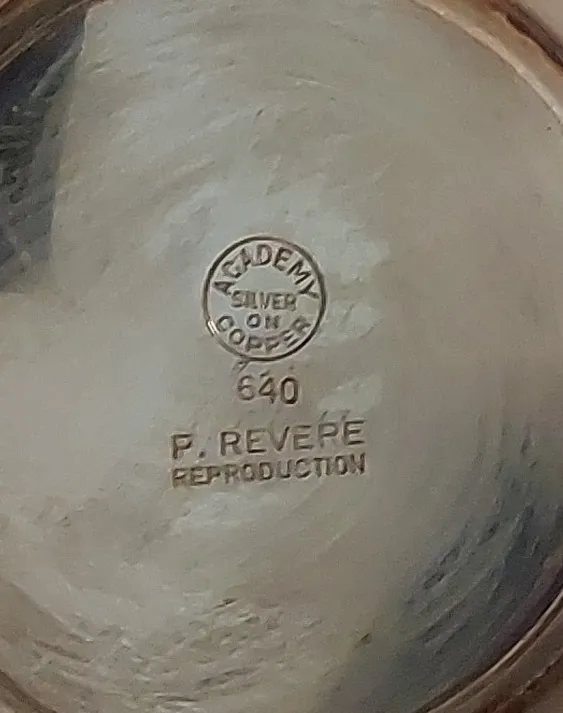 ACADEMY
SILVER
ON
COPPER
640
P. REVERE
REPRODUCTION